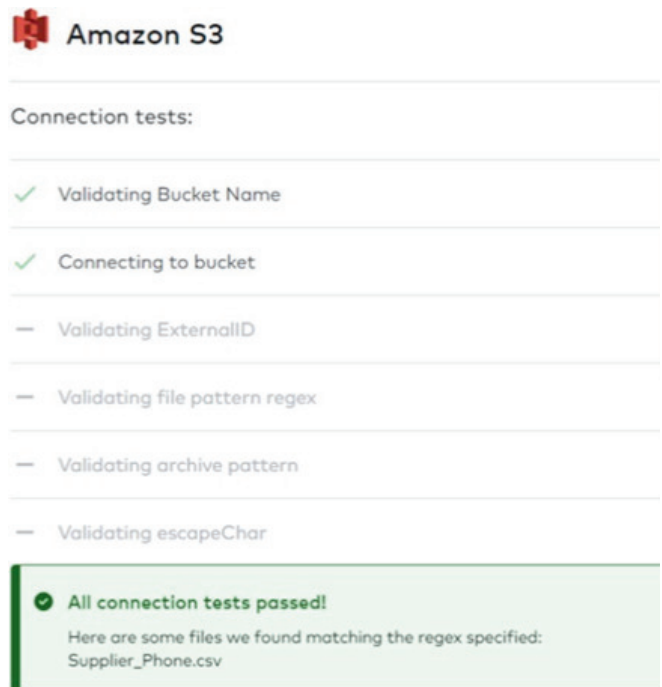 Amazon S3
Connection tests:
Validating Bucket Name
Connecting to bucket
Validating ExternalID
Validating file pattern regex
Validating archive pattern
Validating escapeChar
All connection tests passed!
Here are some files we found matching the regex specified:
Supplier_Phone.csv